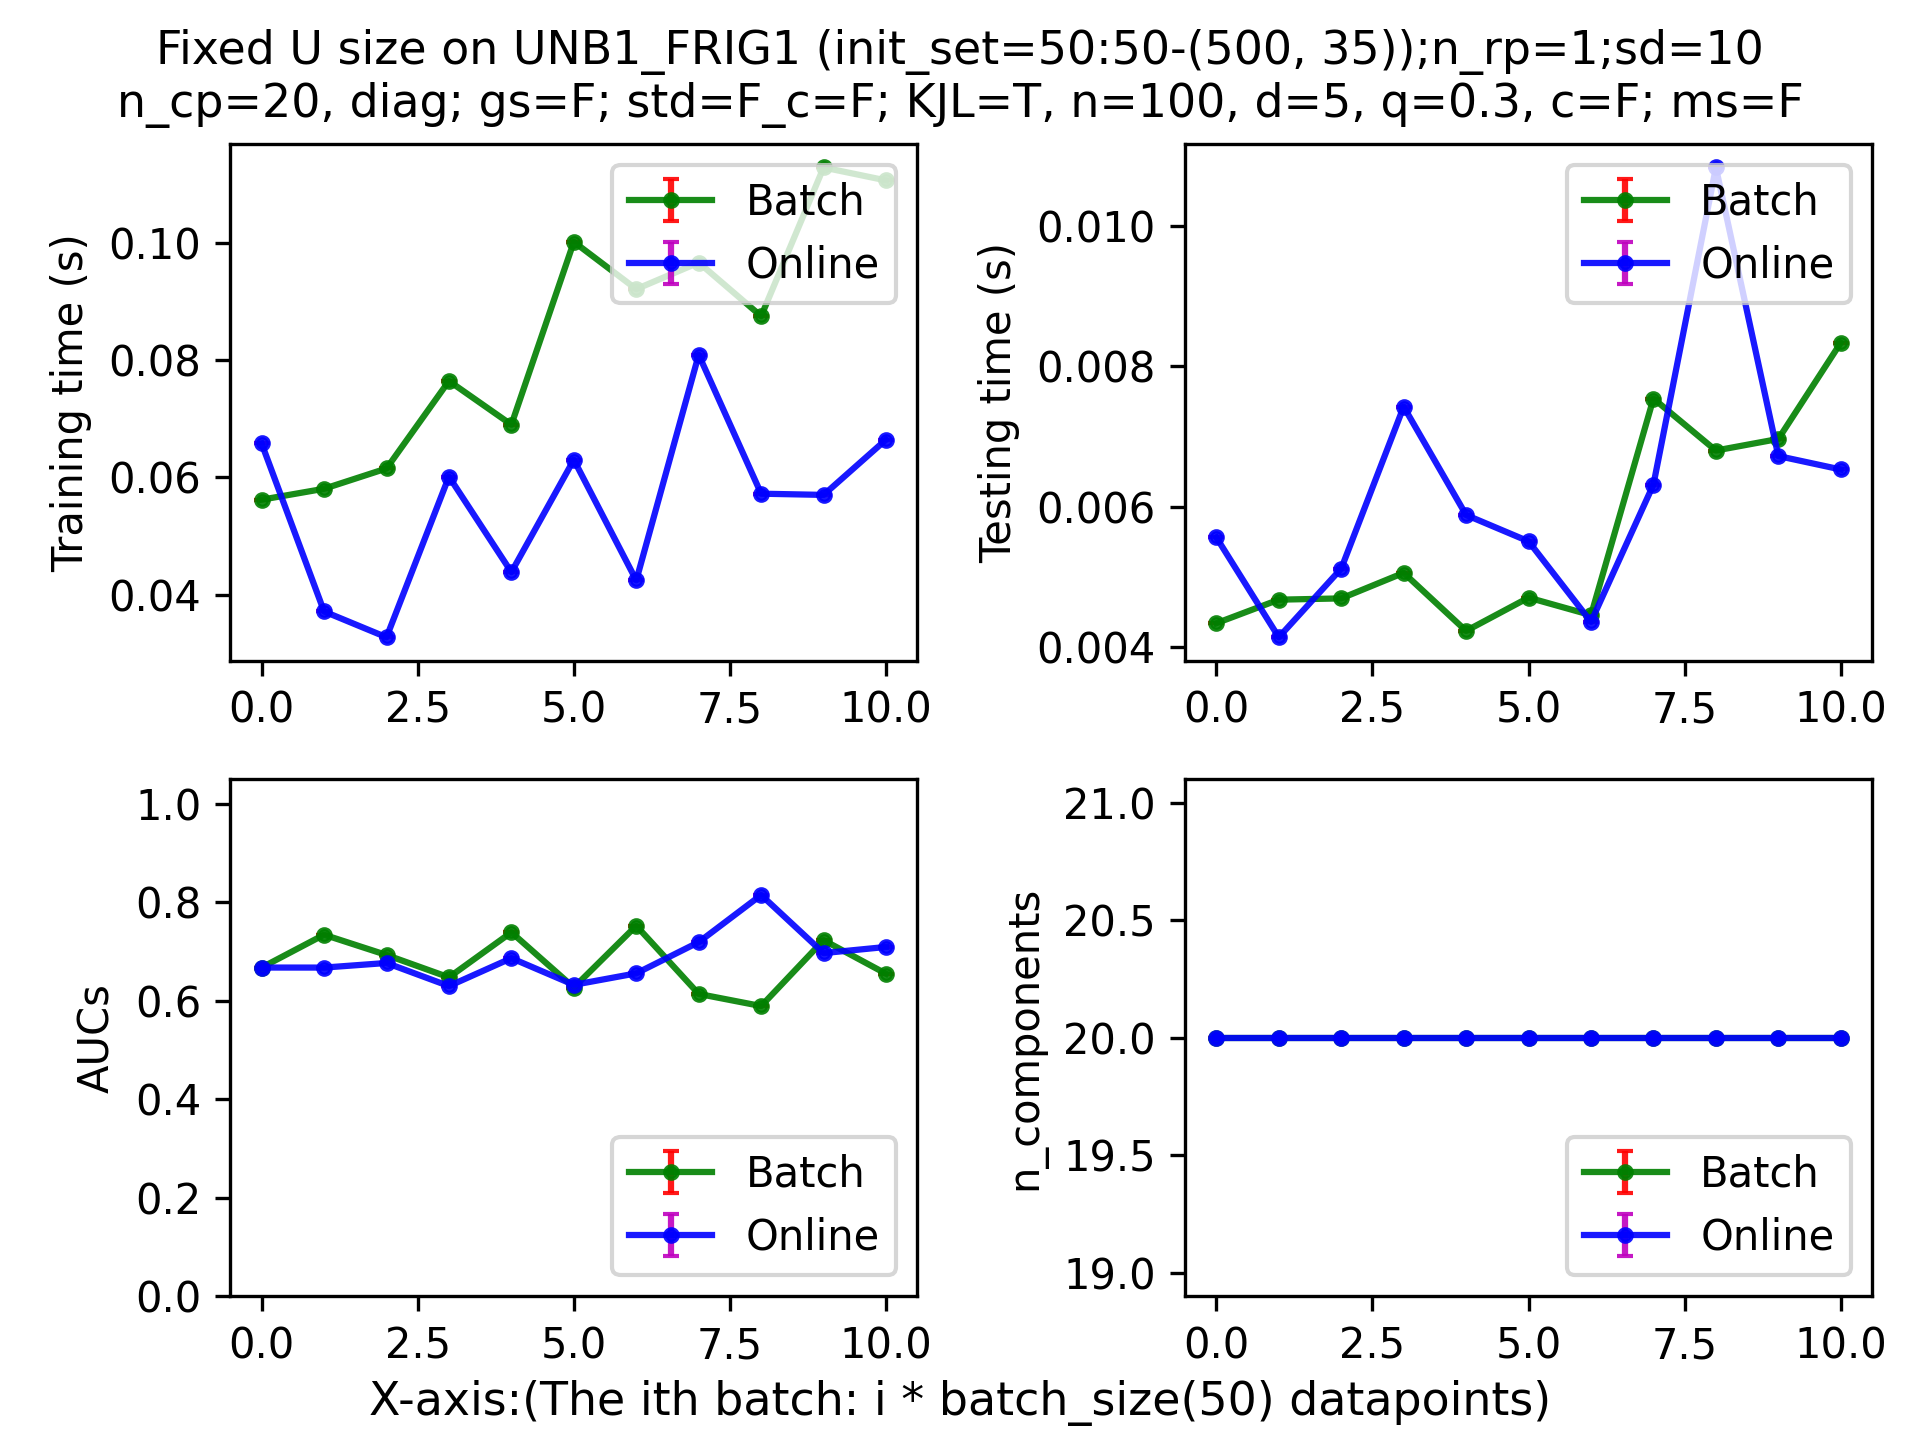 Fixed U size on UNB1_FRIG1 (init_set=50:50-(500, 35));n_rp=1;sd=10
n_cp=20, diag; gs=F; std=F_c=F; KJL=T, n=100, d=5, q=0.3, c=F; ms=F
Training time (s)
0.10
0.08
0.06
0.04
0.0 2.5 5.0 7.5 10.0
Batch
Online
Testing time (s)
0.010
0.008
0.006
0.004
0.0 2.5 5.0 7.5 10.0
Batch
Online
AUCs
1.0
0.8
0.6
0.4
0.2
0.0
0.0 2.5 5.0 7.5 10.0
Batch
Online
n_components
21.0
20.5
20.0
19.5
19.0
0.0 2.5 5.0 7.5 10.0
Batch
Online
X-axis:(The ith batch: i * batch_size(50) datapoints)